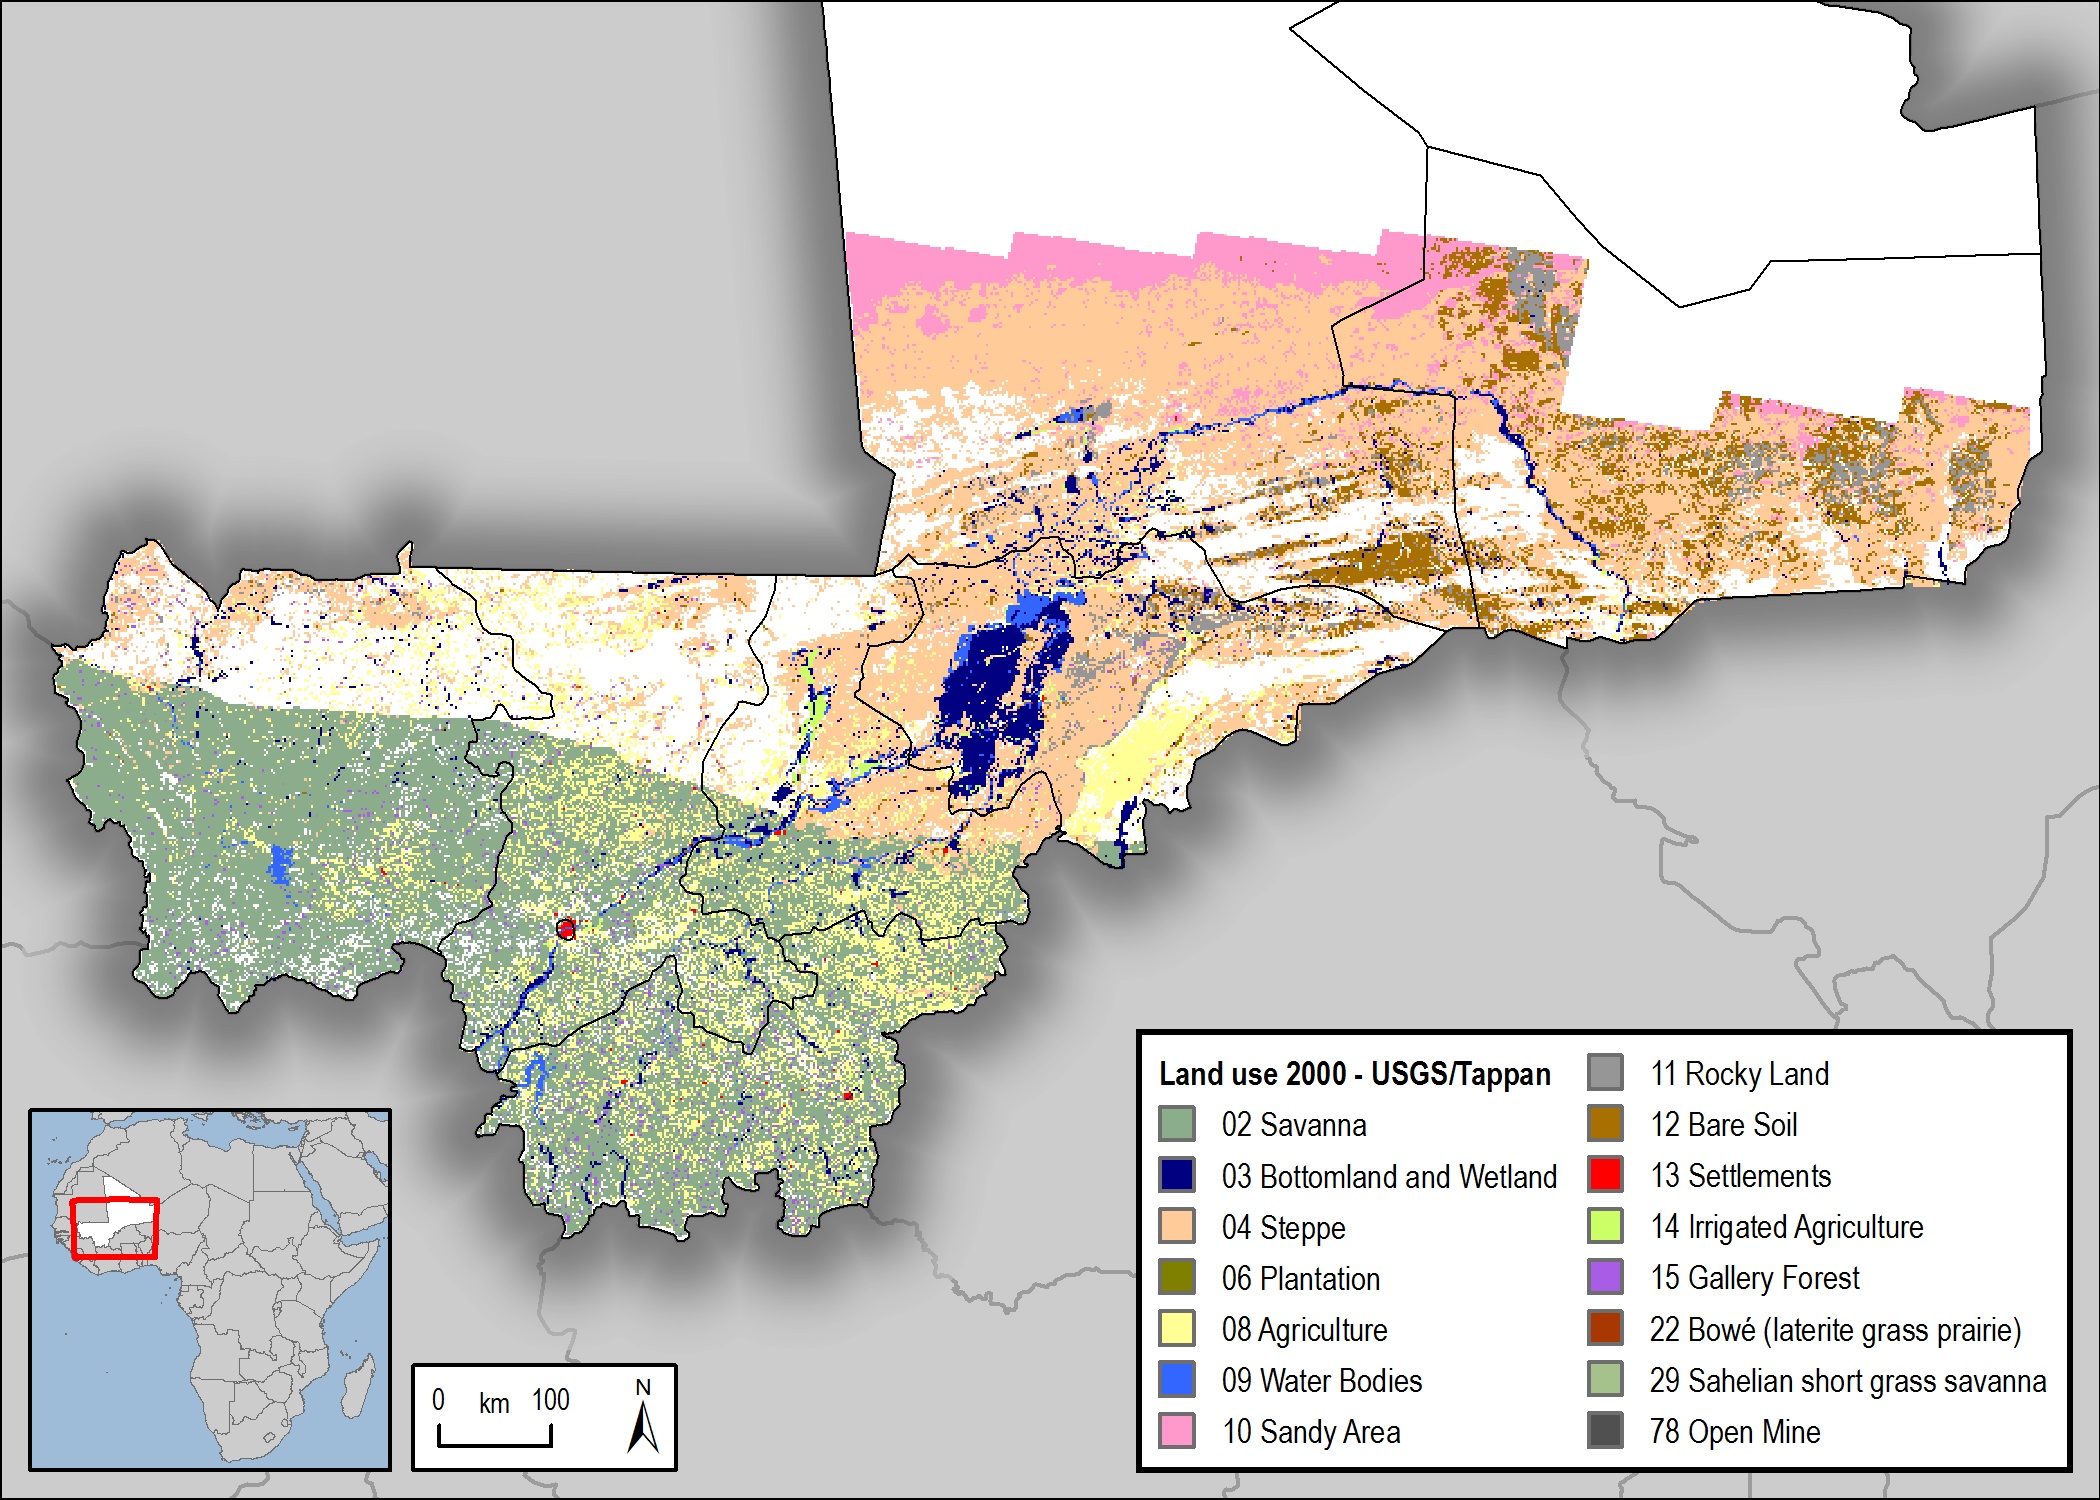 Land use 2000 - USGS/Tappan
02 Savanna
03 Bottomland and Wetland
04 Steppe
06 Plantation
08 Agriculture
09 Water Bodies
10 Sandy Area
11 Rocky Land
12 Bare Soil
13 Settlements
14 Irrigated Agriculture
15 Gallery Forest
22 Bowé (laterite grass prairie)
29 Sahelian short grass savanna
78 Open Mine
0 km 100
N